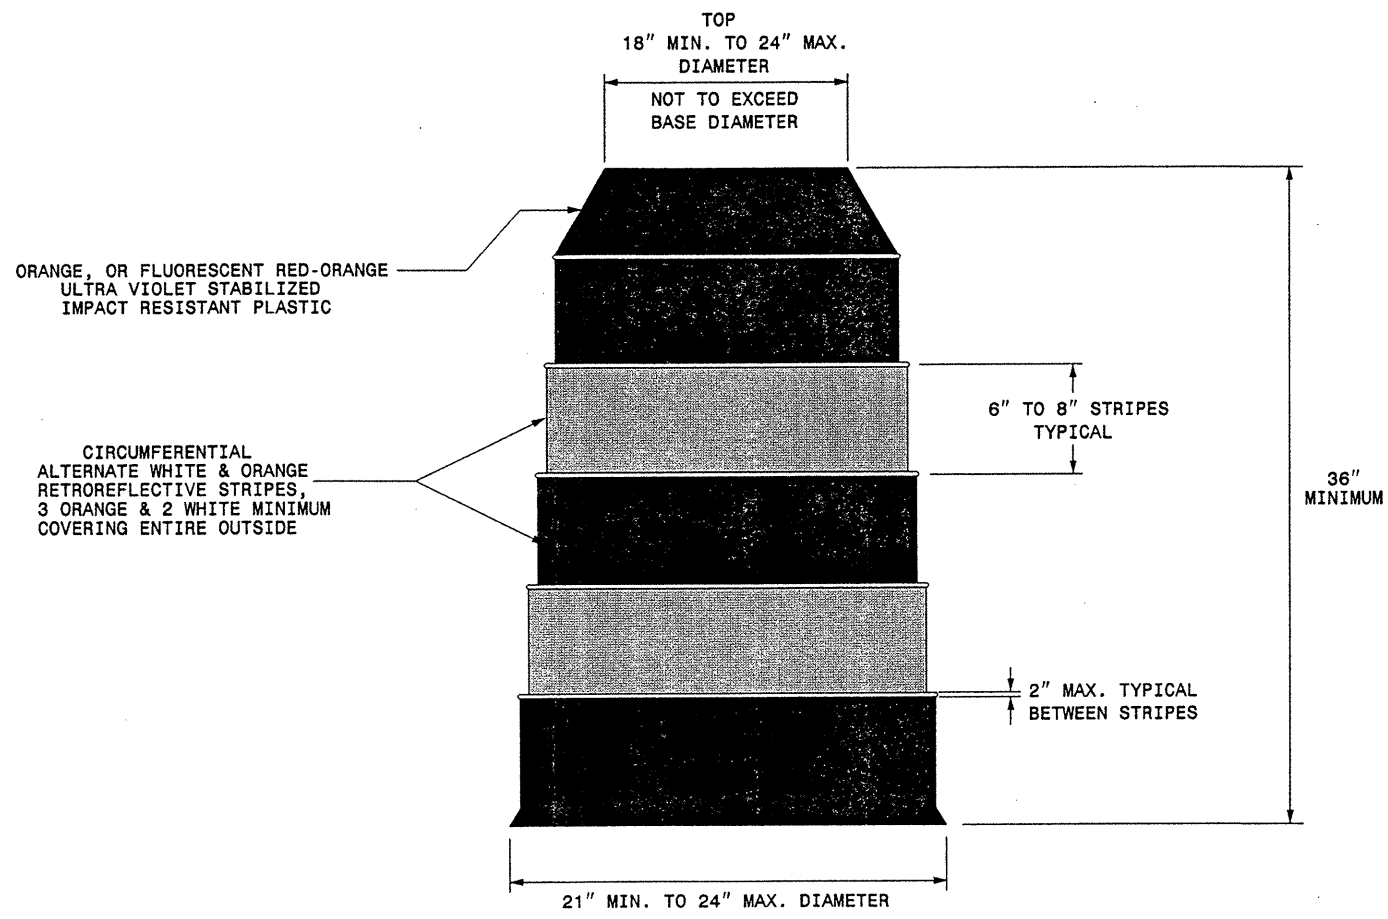 TOP
18" MIN. TO 24" MAX.
DIAMETER
NOT TO EXCEED
BASE DIAMETER
ORANGE, OR FLUORESCENT RED-ORANGE
ULTRA VIOLET STABILIZED
IMPACT RESISTANT PLASTIC
6" TO 8" STRIPES
TYPICAL
CIRCUMFERENTIAL
ALTERNATE WHITE & ORANGE
RETROREFLECTIVE STRIPES,
3 ORANGE & 2 WHITE MINIMUM
COVERING ENTIRE OUTSIDE
36"
MINIMUM
2" MAX. TYPICAL
BETWEEN STRIPES
21" MIN. TO 24" MAX. DIAMETER